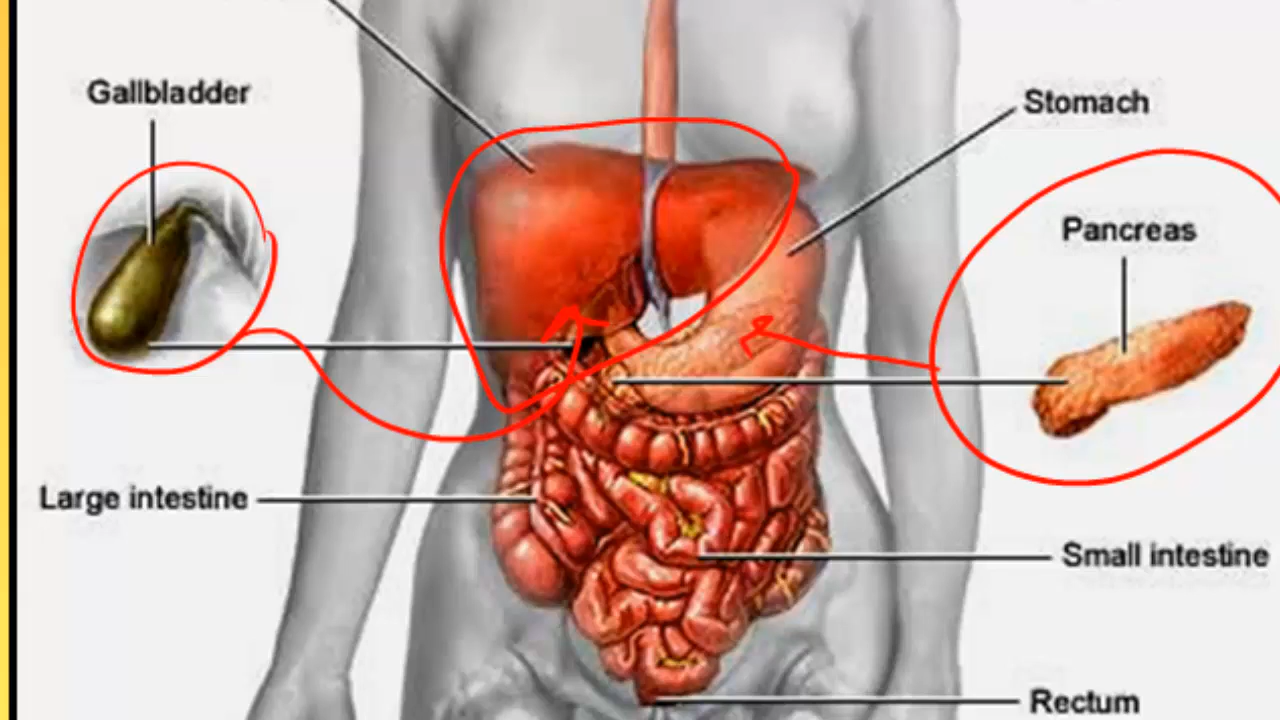 Gallbladder
Stomach
Pancreas
Large intestine
Small intestine
Rectum